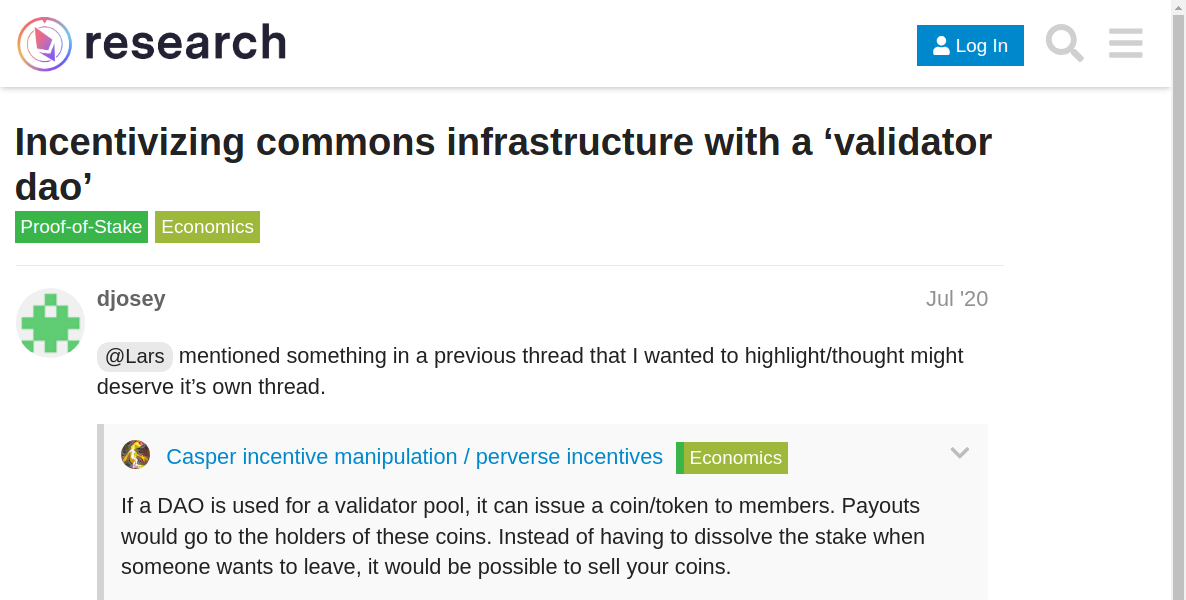 research
Log In
Incentivizing commons infrastructure with a ‘validator
dao’
Proof-of-Stake Economics
djosey
Jul '20
@Lars mentioned something in a previous thread that I wanted to highlight/thought might
deserve it’s own thread.
Casper incentive manipulation / perverse incentives Economics
If a DAO is used for a validator pool, it can issue a coin/token to members. Payouts
would go to the holders of these coins. Instead of having to dissolve the stake when
someone wants to leave, it would be possible to sell your coins.